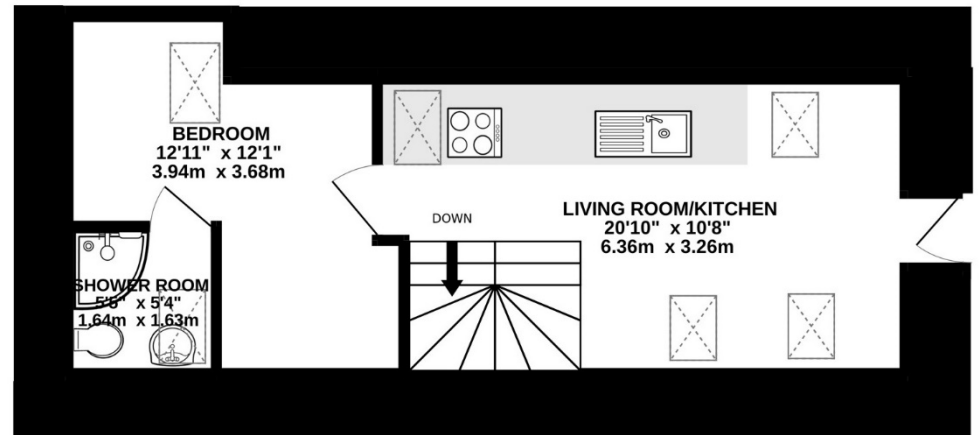 BEDROOM
12'11" x 12'1"
3.94m x 3.68m
DOWN
LIVING ROOM/KITCHEN
20'10" x 10'8"
6.36m x 3.26m
SHOWER ROOM
5'5" x 5'4"
1.64m x 1.63m